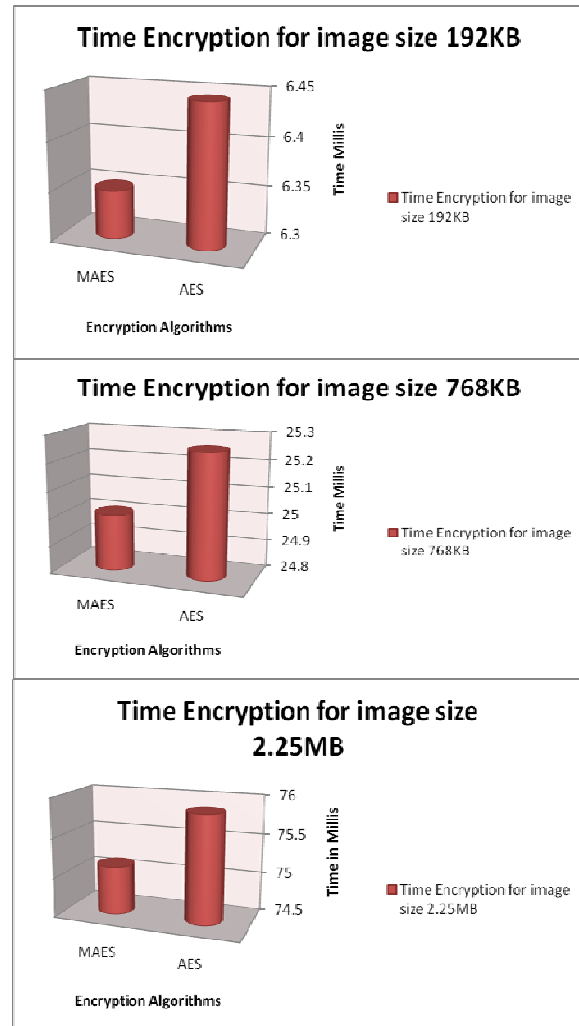 Time Encryption for image size 192KB
6.45
6.4
6.35
6.3
Time Millis
MAES
AES
Encryption Algorithms
Time Encryption for image
size 192KB
Time Encryption for image size 768KB
25.3
25.2
25.1
25
24.9
24.8
Time Millis
MAES
AES
Encryption Algorithms
Time Encryption for image
size 768KB
Time Encryption for image size
2.25MB
76
75.5
75
74.5
Time in Millis
MAES
AES
Encryption Algorithms
Time Encryption for image
size 2.25MB